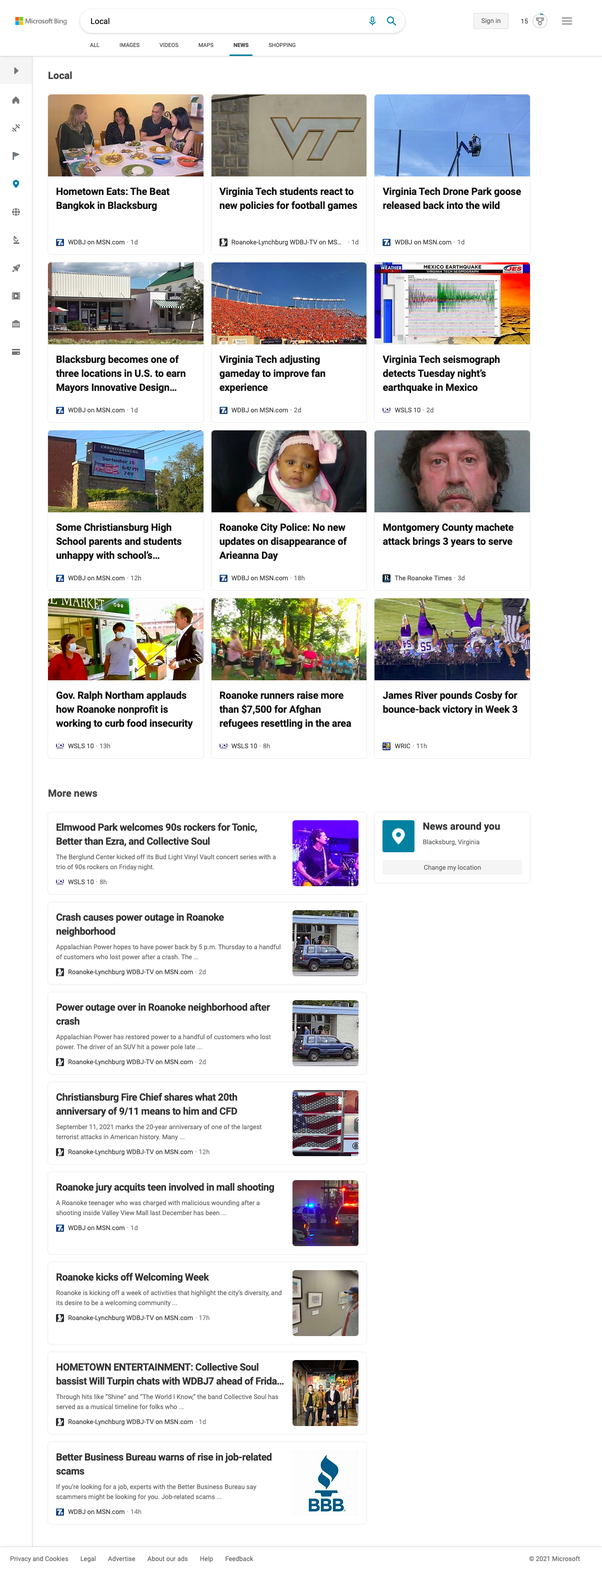 Microsoft Bing
Local
Sign in
15
ALL IMAGES VIDEOS MAPS NEWS SHOPPING
Local
VT
Hometown Eats: The Beat
Bangkok in Blacksburg
WDBJ on MSN.com · 1d
Virginia Tech students react to
new policies for football games
Roanoke-Lynchburg WDBJ-TV on MS... · 1d
Virginia Tech Drone Park goose
released back into the wild
WDBJ on MSN.com · 1d
MEXICO EARTHQUAKE
Blacksburg becomes one of
three locations in U.S. to earn
Mayors Innovative Design...
WDBJ on MSN.com · 1d
Virginia Tech adjusting
gameday to improve fan
experience
WDBJ on MSN.com · 2d
Virginia Tech seismograph
detects Tuesday night's
earthquake in Mexico
WSLS 10 · 2d
CHRISTIANSBURG
Some Christiansburg High
School parents and students
unhappy with school's...
WDBJ on MSN.com · 12h
Roanoke City Police: No new
updates on disappearance of
Arieanna Day
WDBJ on MSN.com · 18h
Montgomery County machete
attack brings 3 years to serve
The Roanoke Times · 3d
E MARKET
55
Gov. Ralph Northam applauds
how Roanoke nonprofit is
working to curb food insecurity
WSLS 10 · 13h
Roanoke runners raise more
than $7,500 for Afghan
refugees resettling in the area
WSLS 10 · 8h
James River pounds Cosby for
bounce-back victory in Week 3
WRIC · 11h
More news
Elmwood Park welcomes 90s rockers for Tonic,
Better than Ezra, and Collective Soul
The Berglund Center kicked off its Bud Light Vinyl Vault concert series with a
trio of 90s rockers on Friday night.
WSLS 10 · 8h
News around you
Blacksburg, Virginia
Change my location
Crash causes power outage in Roanoke
neighborhood
Appalachian Power hopes to have power back by 5 p.m. Thursday to a handful
of customers who lost power after a crash. The ...
Roanoke-Lynchburg WDBJ-TV on MSN.com · 2d
Power outage over in Roanoke neighborhood after
crash
Appalachian Power has restored power to a handful of customers who lost
power. The driver of an SUV hit a power pole late ...
Roanoke-Lynchburg WDBJ-TV on MSN.com · 2d
Christiansburg Fire Chief shares what 20th
anniversary of 9/11 means to him and CFD
September 11, 2021 marks the 20-year anniversary of one of the largest
terrorist attacks in American history. Many ...
Roanoke-Lynchburg WDBJ-TV on MSN.com · 12h
Roanoke jury acquits teen involved in mall shooting
A Roanoke teenager who was charged with malicious wounding after a
shooting inside Valley View Mall last December has been ...
WDBJ on MSN.com · 1d
Roanoke kicks off Welcoming Week
Roanoke is kicking off a week of activities that highlight the city's diversity, and
its desire to be a welcoming community ...
Roanoke-Lynchburg WDBJ-TV on MSN.com · 17h
HOMETOWN ENTERTAINMENT: Collective Soul
bassist Will Turpin chats with WDBJ7 ahead of Frida...
Through hits like "Shine" and "The World I Know," the band Collective Soul has
served as a musical timeline for folks who ...
Roanoke-Lynchburg WDBJ-TV on MSN.com · 1d
Better Business Bureau warns of rise in job-related
scams
If you're looking for a job, experts with the Better Business Bureau say
scammers might be looking for you. Job-related scams ...
WDBJ on MSN.com · 14h
BBB
Privacy and Cookies Legal Advertise About our ads Help Feedback
© 2021 Microsoft